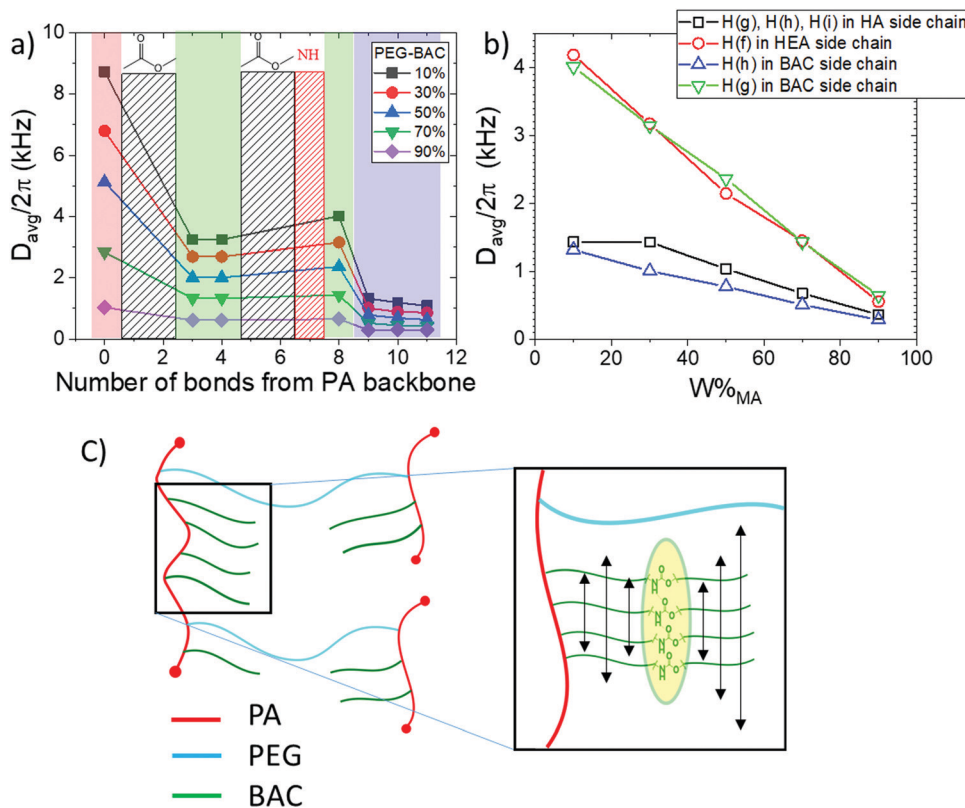 a)
D_avg/2π (kHz)
10
8
6
4
2
0
0
2
4
6
8
10
12
Number of bonds from PA backbone
O
O
O
O
NH
PEG-BAC
10%
30%
50%
70%
90%
b)
D_avg/2π (kHz)
4
3
2
1
0
0
20
40
60
80
100
W%_MA
H(g), H(h), H(i) in HA side chain
H(f) in HEA side chain
H(h) in BAC side chain
H(g) in BAC side chain
C)
PA
PEG
BAC
O
N O
H
O
N O
H
O
N O
H
O
N O
H